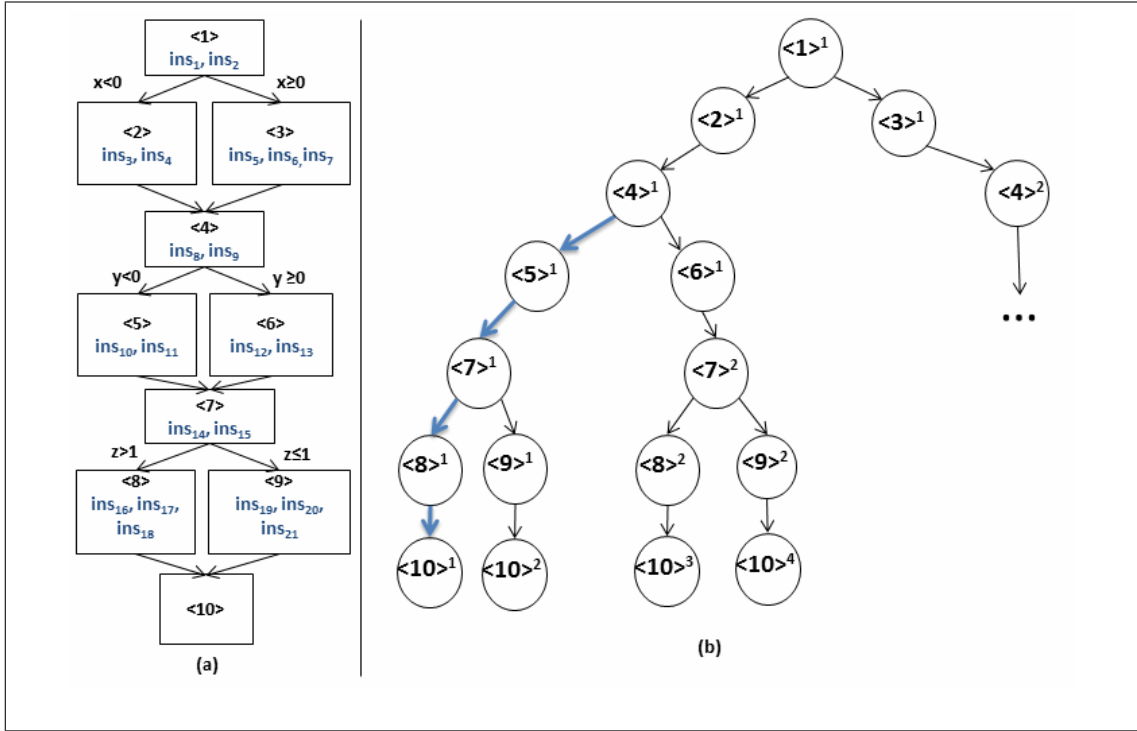 <1>
ins₁, ins₂
x<0
x≥0
<2>
ins₃, ins₄
<3>
ins₅, ins₆,ins₇
<4>
ins₈, ins₉
y<0
y ≥0
<5>
ins₁₀, ins₁₁
<6>
ins₁₂, ins₁₃
<7>
ins₁₄, ins₁₅
z>1
z≤1
<8>
ins₁₆, ins₁₇,
ins₁₈
<9>
ins₁₉, ins₂₀,
ins₂₁
<10>
(a)
<1>¹
<2>¹
<3>¹
<4>¹
<4>²
<5>¹
<6>¹
...
<7>¹
<7>²
<8>¹
<9>¹
<8>²
<9>²
<10>¹
<10>²
<10>³
<10>⁴
(b)